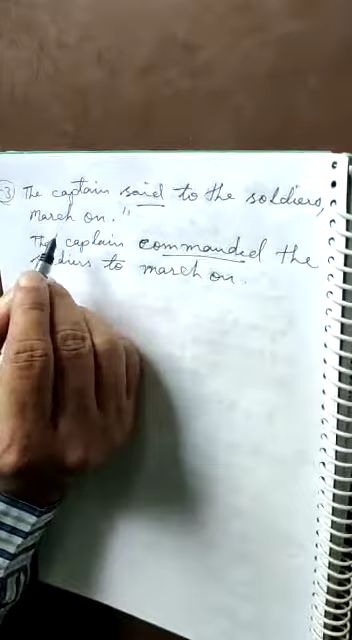 3 The captain said to the soldiers,
March on."
The captain commanded the
soldiers to march on.